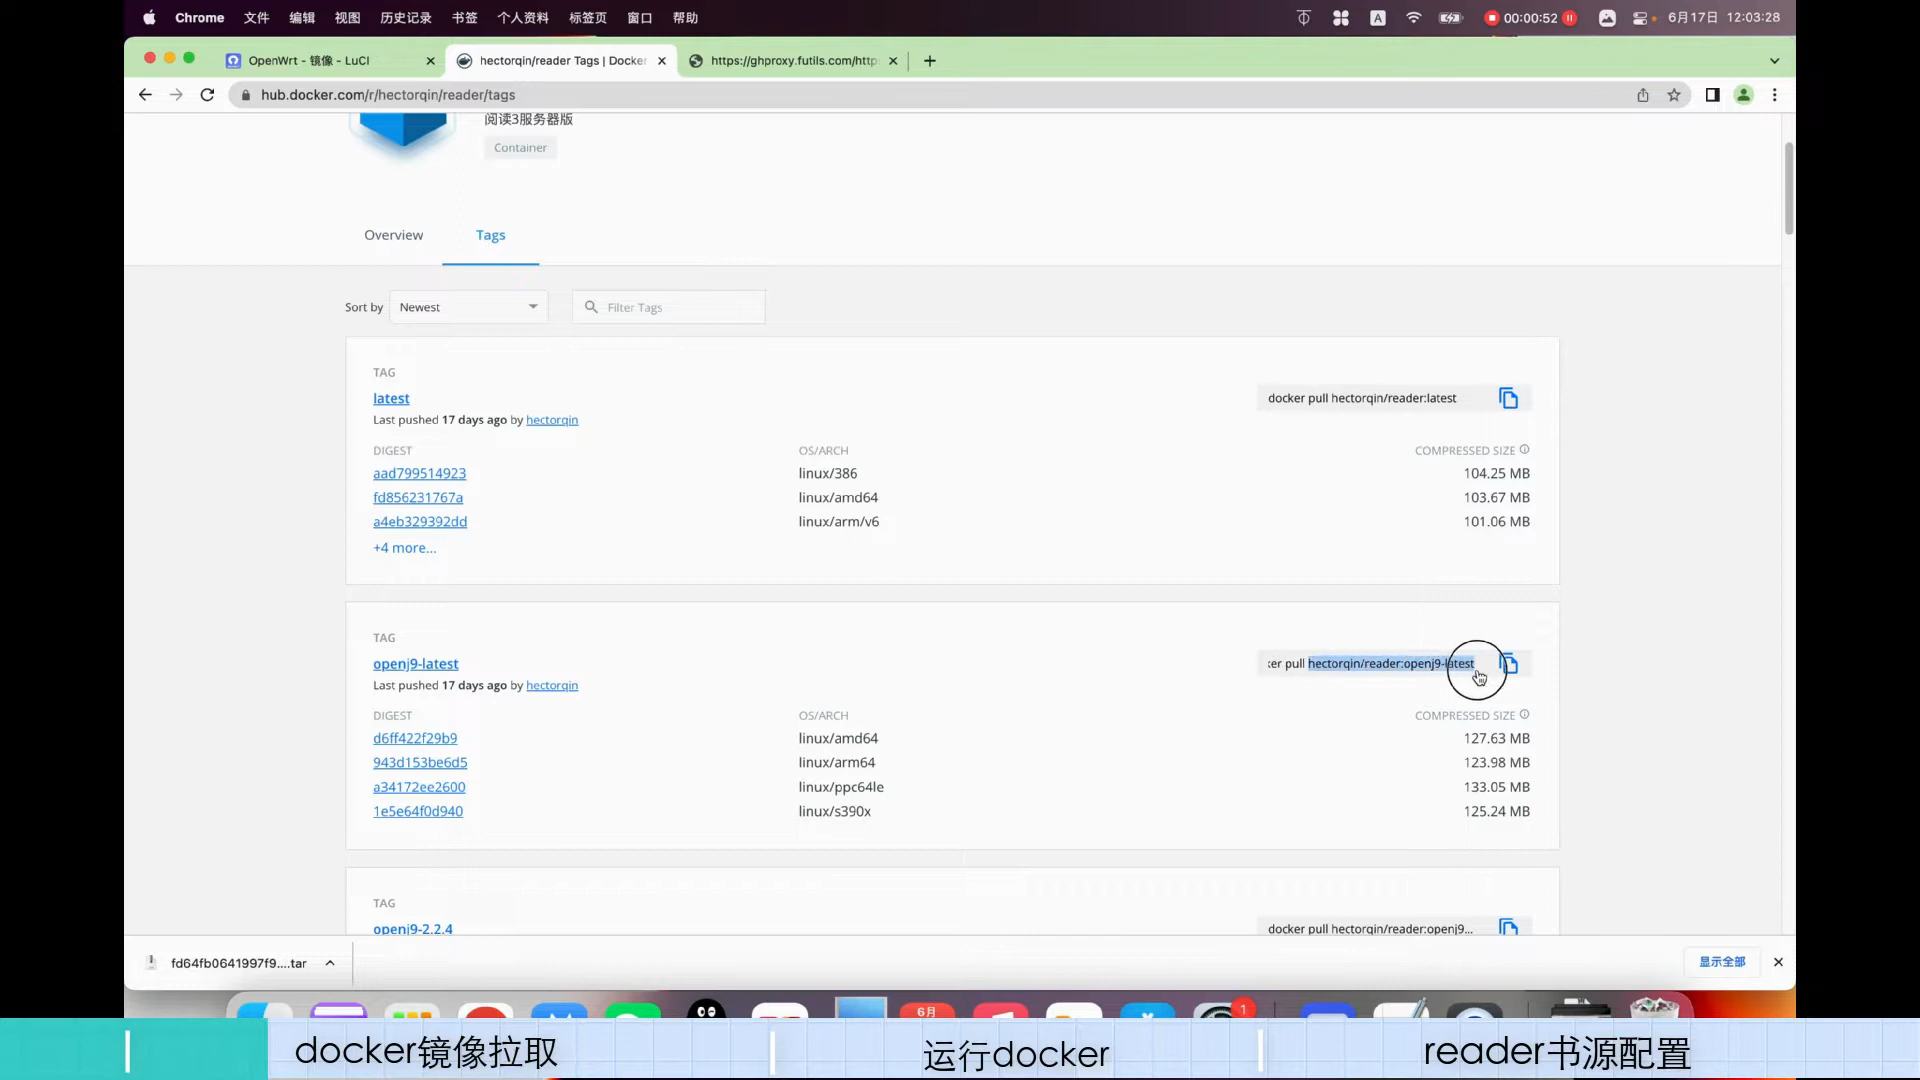 Chrome 文件 编辑 视图 历史记录 书签 个人资料 标签页 窗口 帮助 A 00:00:52 6月17日 12:03:28
OpenWrt - 镜像 - LuCI
hectorqin/reader Tags | Docker
https://ghproxy.futils.com/http
hub.docker.com/r/hectorqin/reader/tags
阅读3服务器版
Container
Overview Tags
Sort by Newest Filter Tags
TAG
latest
docker pull hectorqin/reader:latest
Last pushed 17 days ago by hectorqin
DIGEST OS/ARCH COMPRESSED SIZE
aad799514923 linux/386 104.25 MB
fd856231767a linux/amd64 103.67 MB
a4eb329392dd linux/arm/v6 101.06 MB
+4 more...
TAG
openj9-latest
ker pull hectorqin/reader:openj9-latest
Last pushed 17 days ago by hectorqin
DIGEST OS/ARCH COMPRESSED SIZE
d6ff422f29b9 linux/amd64 127.63 MB
943d153be6d5 linux/arm64 123.98 MB
a34172ee2600 linux/ppc64le 133.05 MB
1e5e64f0d940 linux/s390x 125.24 MB
TAG
openj9-2.2.4
docker pull hectorqin/reader:openj9...
fd64fb0641997f9....tar
显示全部
6月
1
docker镜像拉取
运行docker
reader书源配置